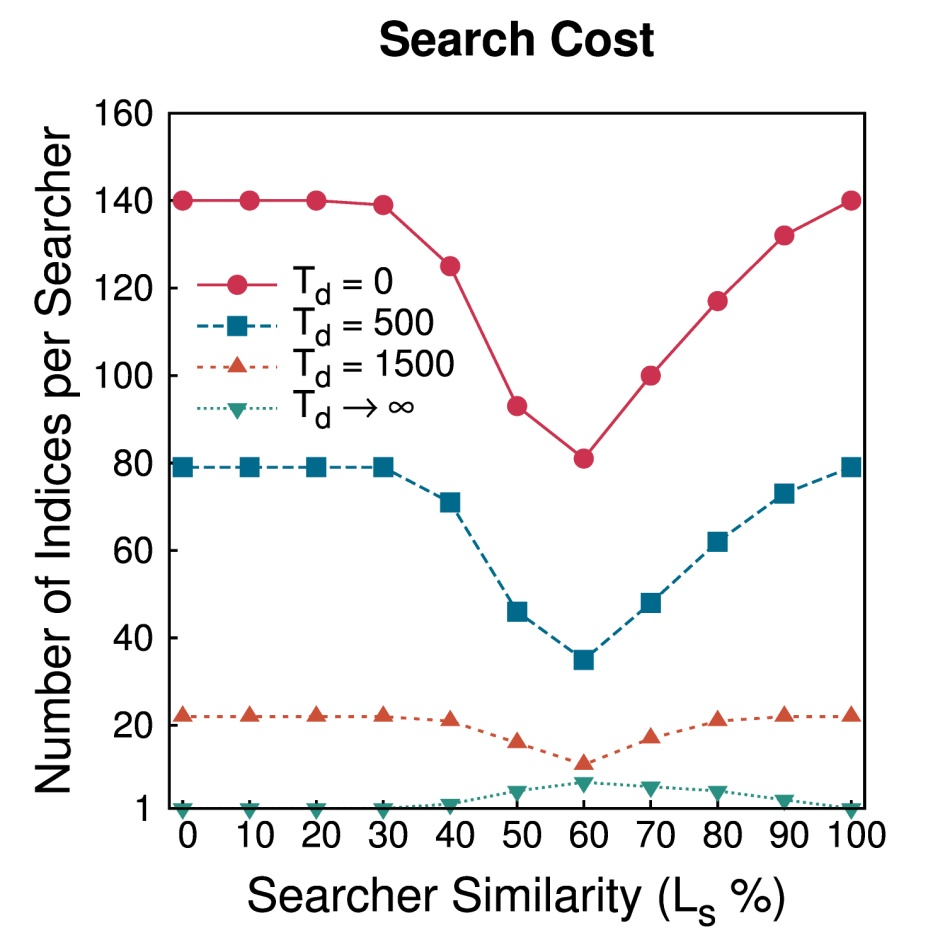 Search Cost
Number of Indices per Searcher
160
140
120
100
80
60
40
20
1
T_d = 0
T_d = 500
T_d = 1500
T_d → ∞
0 10 20 30 40 50 60 70 80 90 100
Searcher Similarity (L_s %)